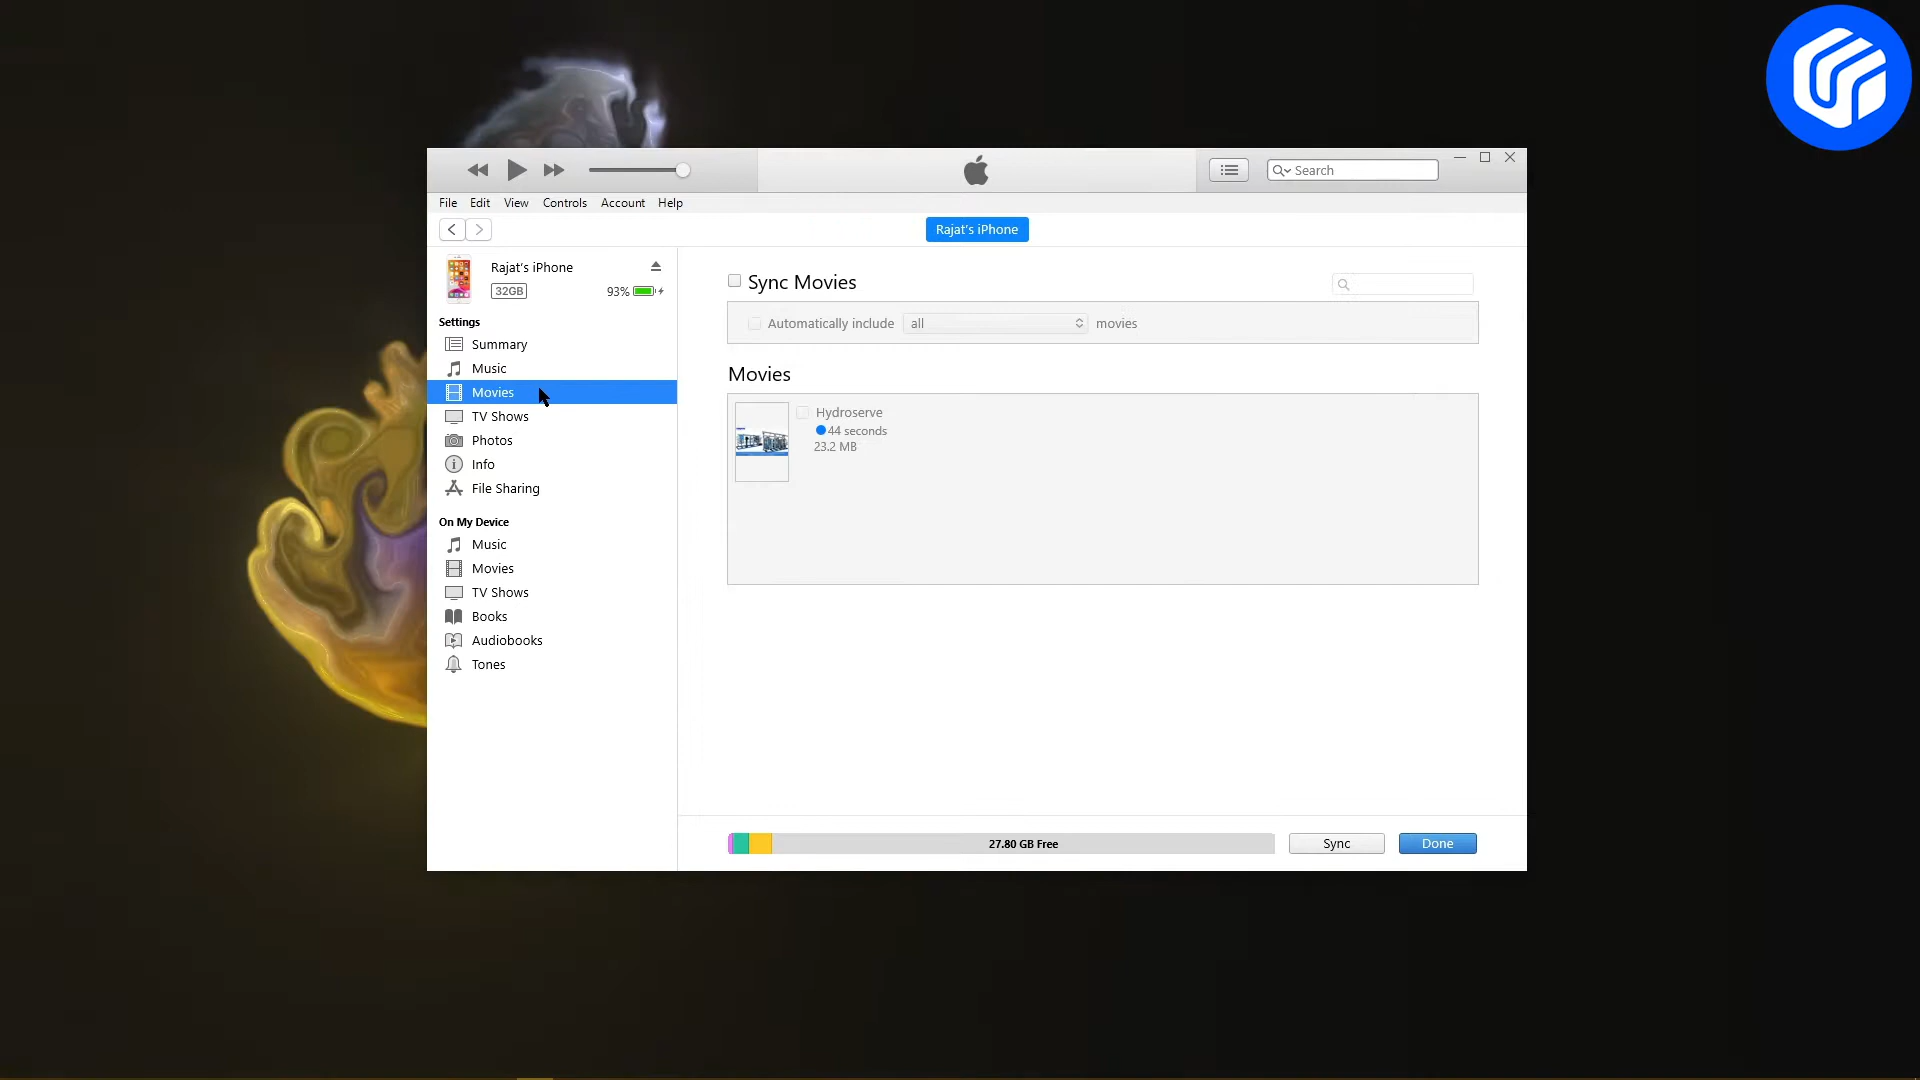 Search
File Edit View Controls Account Help
Rajat's iPhone
Rajat's iPhone
32GB
93%
Settings
Summary
Music
Movies
TV Shows
Photos
Info
File Sharing
On My Device
Music
Movies
TV Shows
Books
Audiobooks
Tones
Sync Movies
Automatically include all movies
Movies
Hydroserve
44 seconds
23.2 MB
27.80 GB Free
Sync
Done